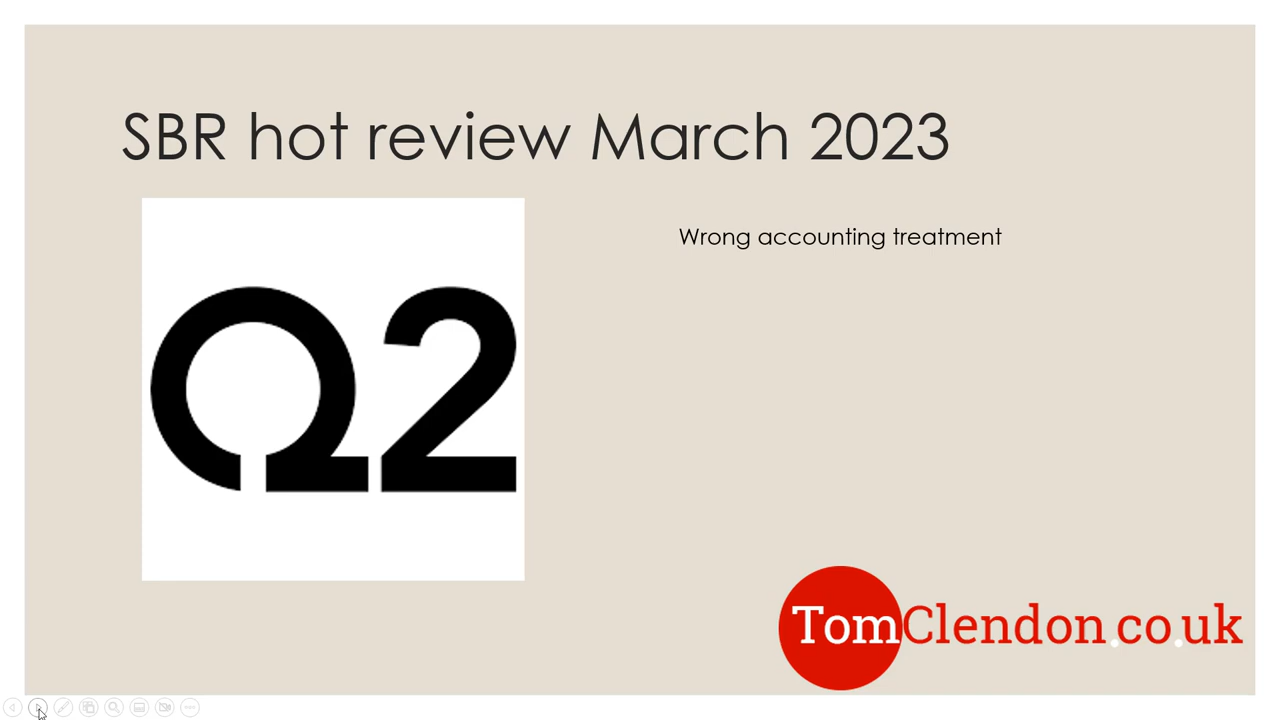 SBR hot review March 2023
Wrong accounting treatment
Q2
TomClendon.co.uk